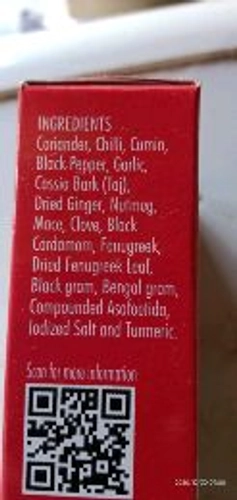 INGREDIENTS
Coriander, Chilli, Cumin,
Black Pepper, Garlic,
Cassia Bark (Taj),
Dried Ginger, Nutmeg,
Mace, Clove, Black
Cardamom, Fenugreek,
Dried Fenugreek Leaf,
Black gram, Bengal gram,
Compounded Asafoetida,
Iodized Salt and Turmeric.
Scan for more information